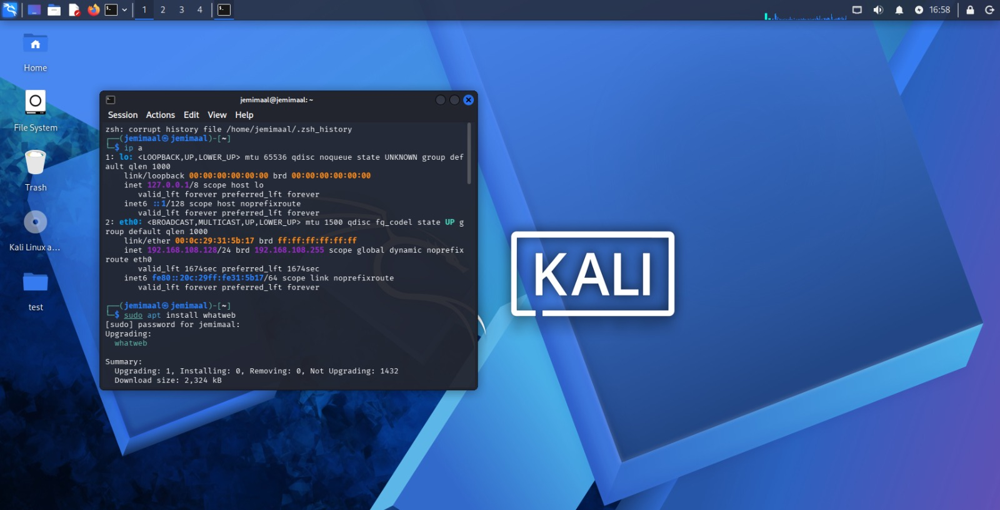 1 2 3 4
16:58
Home
File System
Trash
Kali Linux a...
test
jemimaal@jemimaal: ~
Session Actions Edit View Help
zsh: corrupt history file /home/jemimaal/.zsh_history
┌──(jemimaal㉿jemimaal)-[~]
└─$ ip a
1: lo: <LOOPBACK,UP,LOWER_UP> mtu 65536 qdisc noqueue state UNKNOWN group def
ault qlen 1000
link/loopback 00:00:00:00:00:00 brd 00:00:00:00:00:00
inet 127.0.0.1/8 scope host lo
valid_lft forever preferred_lft forever
inet6 ::1/128 scope host noprefixroute
valid_lft forever preferred_lft forever
2: eth0: <BROADCAST,MULTICAST,UP,LOWER_UP> mtu 1500 qdisc fq_codel state UP g
roup default qlen 1000
link/ether 00:0c:29:31:5b:17 brd ff:ff:ff:ff:ff:ff
inet 192.168.108.128/24 brd 192.168.108.255 scope global dynamic noprefix
route eth0
valid_lft 1674sec preferred_lft 1674sec
inet6 fe80::20c:29ff:fe31:5b17/64 scope link noprefixroute
valid_lft forever preferred_lft forever
┌──(jemimaal㉿jemimaal)-[~]
└─$ sudo apt install whatweb
[sudo] password for jemimaal:
Upgrading:
whatweb
Summary:
Upgrading: 1, Installing: 0, Removing: 0, Not Upgrading: 1432
Download size: 2,324 kB
KALI